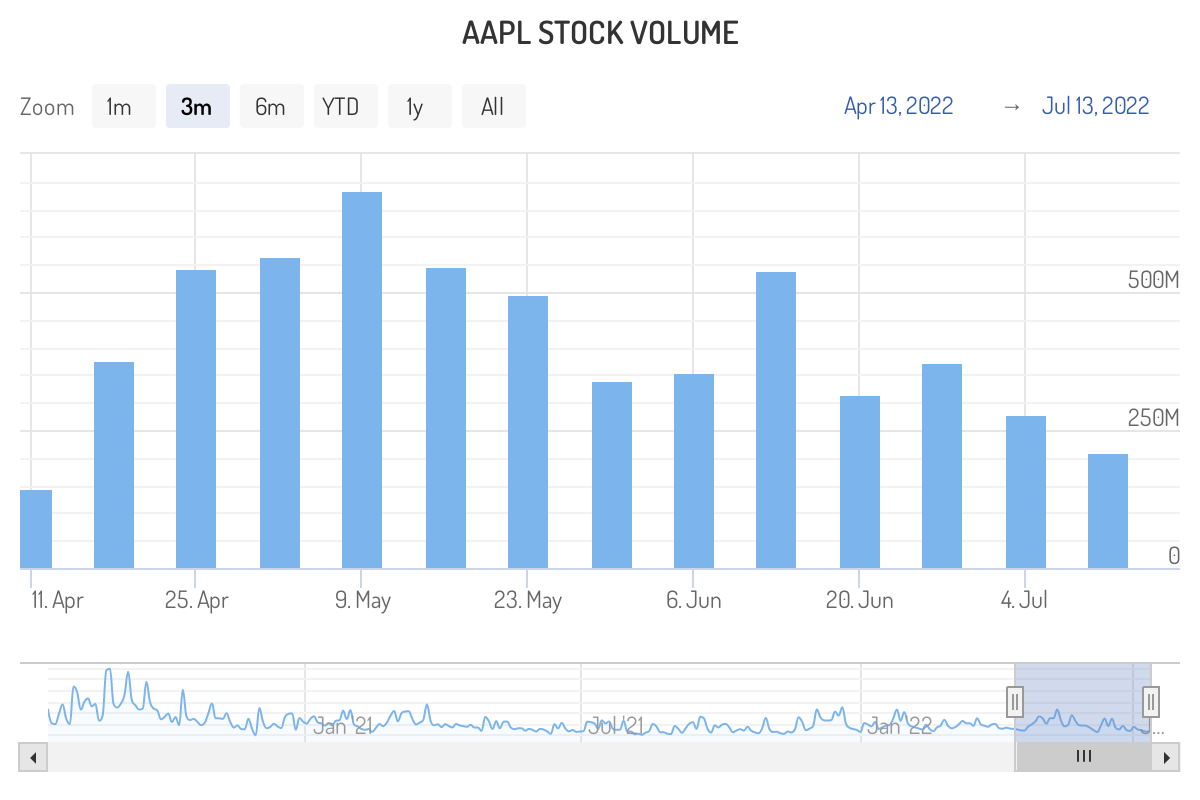 AAPL STOCK VOLUME
Zoom 1m 3m 6m YTD 1y All Apr 13, 2022 → Jul 13, 2022
500M
250M
0
11. Apr 25. Apr 9. May 23. May 6. Jun 20. Jun 4. Jul
Jan '21 Jul '21 Jan '22 …